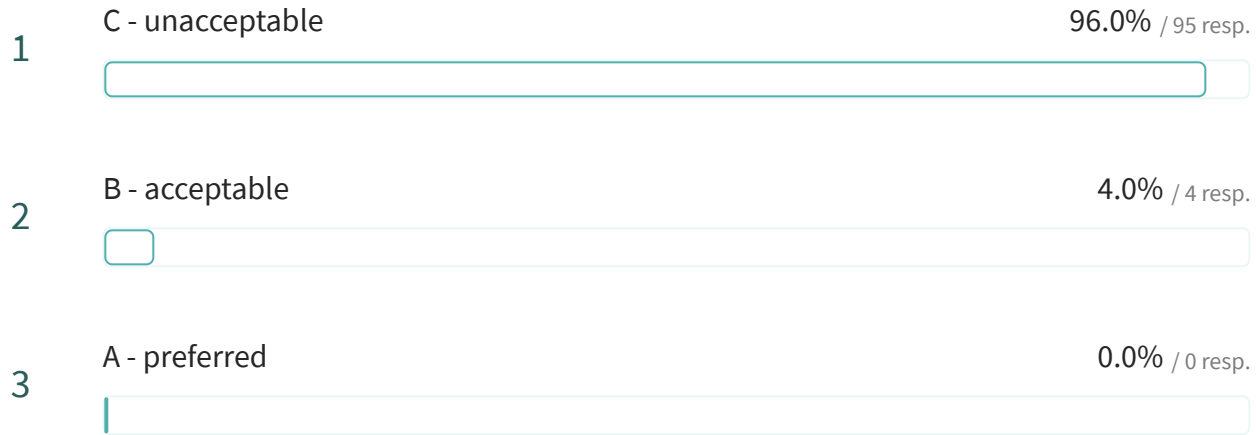 C - unacceptable 96.0% / 95 resp.
1
B - acceptable 4.0% / 4 resp.
2
A - preferred 0.0% / 0 resp.
3